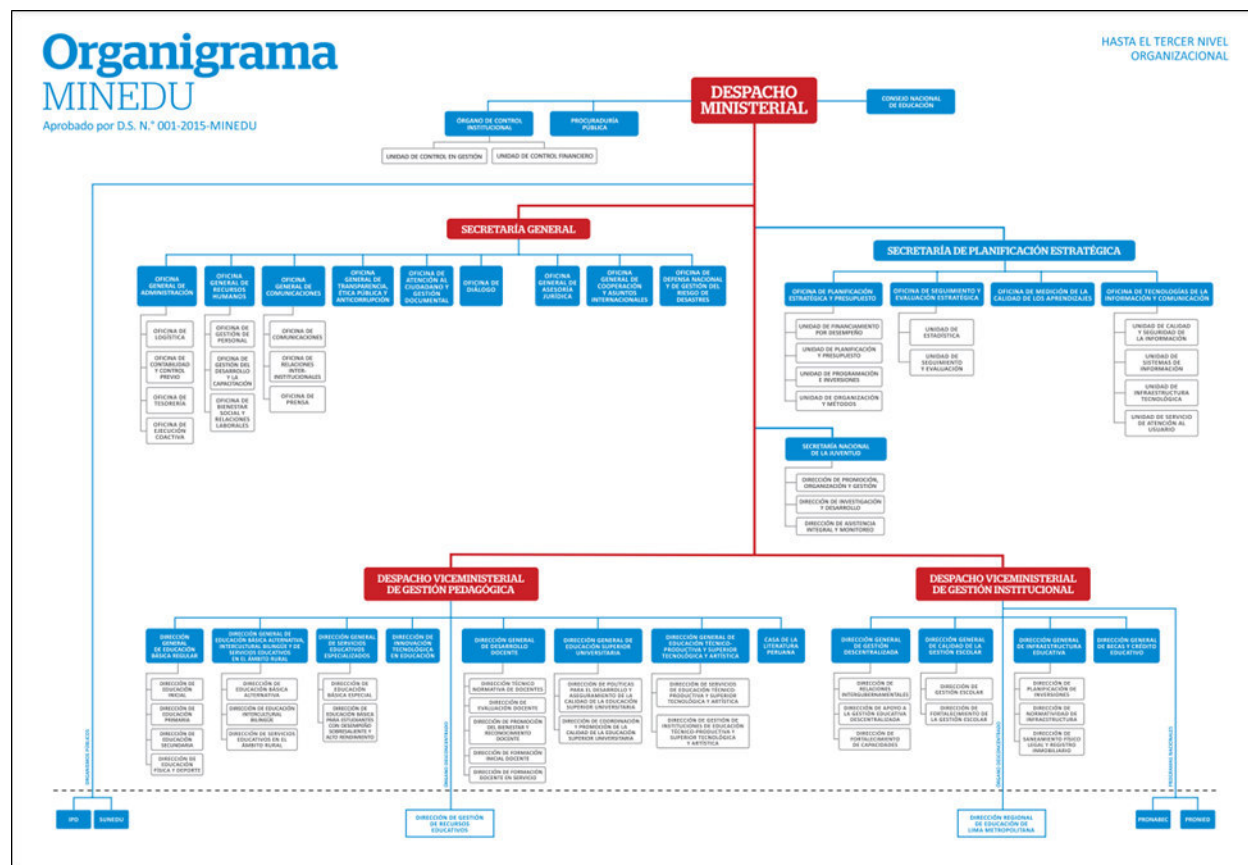 Organigrama
MINEDU
Aprobado por D.S. N.° 001-2015-MINEDU
HASTA EL TERCER NIVEL
ORGANIZACIONAL
DESPACHO
MINISTERIAL
CONSEJO NACIONAL
DE EDUCACIÓN
ÓRGANO DE CONTROL
INSTITUCIONAL
PROCURADURÍA
PÚBLICA
UNIDAD DE CONTROL EN GESTIÓN
UNIDAD DE CONTROL FINANCIERO
SECRETARÍA GENERAL
OFICINA
GENERAL DE
ADMINISTRACIÓN
OFICINA
GENERAL DE
RECURSOS
HUMANOS
OFICINA
GENERAL DE
COMUNICACIONES
OFICINA
GENERAL DE
TRANSPARENCIA,
ÉTICA PÚBLICA Y
ANTICORRUPCIÓN
OFICINA DE
ATENCIÓN AL
CIUDADANO Y
GESTIÓN
DOCUMENTAL
OFICINA DE
DIÁLOGO
OFICINA
GENERAL DE
ASESORÍA
JURÍDICA
OFICINA
GENERAL DE
COOPERACIÓN
Y ASUNTOS
INTERNACIONALES
OFICINA DE
DEFENSA NACIONAL
Y DE GESTIÓN DEL
RIESGO DE
DESASTRES
OFICINA DE
LOGÍSTICA
OFICINA DE
CONTABILIDAD
Y CONTROL
PREVIO
OFICINA DE
TESORERÍA
OFICINA DE
EJECUCIÓN
COACTIVA
OFICINA DE
GESTIÓN DE
PERSONAL
OFICINA DE
GESTIÓN DEL
DESARROLLO
Y LA
CAPACITACIÓN
OFICINA DE
BIENESTAR
SOCIAL Y
RELACIONES
LABORALES
OFICINA DE
COMUNICACIONES
OFICINA DE
RELACIONES
INTER-
INSTITUCIONALES
OFICINA DE
PRENSA
SECRETARÍA DE PLANIFICACIÓN ESTRATÉGICA
OFICINA DE PLANIFICACIÓN
ESTRATÉGICA Y PRESUPUESTO
OFICINA DE SEGUIMIENTO Y
EVALUACIÓN ESTRATÉGICA
OFICINA DE MEDICIÓN DE LA
CALIDAD DE LOS APRENDIZAJES
OFICINA DE TECNOLOGÍAS DE LA
INFORMACIÓN Y COMUNICACIÓN
UNIDAD DE FINANCIAMIENTO
POR DESEMPEÑO
UNIDAD DE PLANIFICACIÓN
Y PRESUPUESTO
UNIDAD DE PROGRAMACIÓN
E INVERSIONES
UNIDAD DE ORGANIZACIÓN
Y MÉTODOS
UNIDAD DE
ESTADÍSTICA
UNIDAD DE
SEGUIMIENTO
Y EVALUACIÓN
UNIDAD DE CALIDAD
Y SEGURIDAD DE
LA INFORMACIÓN
UNIDAD DE
SISTEMAS DE
INFORMACIÓN
UNIDAD DE
INFRAESTRUCTURA
TECNOLÓGICA
UNIDAD DE SERVICIO
DE ATENCIÓN AL
USUARIO
SECRETARÍA NACIONAL
DE LA JUVENTUD
DIRECCIÓN DE PROMOCIÓN,
ORGANIZACIÓN Y GESTIÓN
DIRECCIÓN DE INVESTIGACIÓN
Y DESARROLLO
DIRECCIÓN DE ASISTENCIA
INTEGRAL Y MONITOREO
DESPACHO VICEMINISTERIAL
DE GESTIÓN PEDAGÓGICA
DESPACHO VICEMINISTERIAL
DE GESTIÓN INSTITUCIONAL
DIRECCIÓN
GENERAL
DE EDUCACIÓN
BÁSICA REGULAR
DIRECCIÓN GENERAL DE
EDUCACIÓN BÁSICA ALTERNATIVA,
INTERCULTURAL BILINGÜE Y DE
SERVICIOS EDUCATIVOS
EN EL ÁMBITO RURAL
DIRECCIÓN GENERAL
DE SERVICIOS
EDUCATIVOS
ESPECIALIZADOS
DIRECCIÓN DE
INNOVACIÓN
TECNOLÓGICA
EN EDUCACIÓN
DIRECCIÓN GENERAL
DE DESARROLLO
DOCENTE
DIRECCIÓN GENERAL DE
EDUCACIÓN SUPERIOR
UNIVERSITARIA
DIRECCIÓN GENERAL DE
EDUCACIÓN TÉCNICO-
PRODUCTIVA Y SUPERIOR
TECNOLÓGICA Y ARTÍSTICA
CASA DE LA
LITERATURA
PERUANA
DIRECCIÓN
DE EDUCACIÓN
INICIAL
DIRECCIÓN DE
EDUCACIÓN
PRIMARIA
DIRECCIÓN DE
EDUCACIÓN
SECUNDARIA
DIRECCIÓN DE
EDUCACIÓN
FÍSICA Y DEPORTE
DIRECCIÓN DE
EDUCACIÓN BÁSICA
ALTERNATIVA
DIRECCIÓN DE EDUCACIÓN
INTERCULTURAL
BILINGÜE
DIRECCIÓN DE SERVICIOS
EDUCATIVOS EN EL
ÁMBITO RURAL
DIRECCIÓN DE
EDUCACIÓN
BÁSICA ESPECIAL
DIRECCIÓN DE
EDUCACIÓN BÁSICA
PARA ESTUDIANTES
CON DESEMPEÑO
SOBRESALIENTE Y
ALTO RENDIMIENTO
DIRECCIÓN TÉCNICO
NORMATIVA DE DOCENTES
DIRECCIÓN DE
EVALUACIÓN DOCENTE
DIRECCIÓN DE PROMOCIÓN
DEL BIENESTAR Y
RECONOCIMIENTO
DOCENTE
DIRECCIÓN DE FORMACIÓN
INICIAL DOCENTE
DIRECCIÓN DE FORMACIÓN
DOCENTE EN SERVICIO
DIRECCIÓN DE POLÍTICAS
PARA EL DESARROLLO Y
ASEGURAMIENTO DE LA
CALIDAD DE LA EDUCACIÓN
SUPERIOR UNIVERSITARIA
DIRECCIÓN DE COORDINACIÓN
Y PROMOCIÓN DE LA
CALIDAD DE LA EDUCACIÓN
SUPERIOR UNIVERSITARIA
DIRECCIÓN DE SERVICIOS
DE EDUCACIÓN TÉCNICO-
PRODUCTIVA Y SUPERIOR
TECNOLÓGICA Y ARTÍSTICA
DIRECCIÓN DE GESTIÓN DE
INSTITUCIONES DE EDUCACIÓN
TÉCNICO-PRODUCTIVA Y
SUPERIOR TECNOLÓGICA
Y ARTÍSTICA
DIRECCIÓN GENERAL
DE GESTIÓN
DESCENTRALIZADA
DIRECCIÓN GENERAL
DE CALIDAD DE
LA GESTIÓN ESCOLAR
DIRECCIÓN GENERAL
DE INFRAESTRUCTURA
EDUCATIVA
DIRECCIÓN GENERAL
DE BECAS Y CRÉDITO
EDUCATIVO
DIRECCIÓN DE
RELACIONES
INTERGUBERNAMENTALES
DIRECCIÓN DE APOYO A
LA GESTIÓN EDUCATIVA
DESCENTRALIZADA
DIRECCIÓN DE
FORTALECIMIENTO
DE CAPACIDADES
DIRECCIÓN DE
GESTIÓN ESCOLAR
DIRECCIÓN DE
FORTALECIMIENTO DE
LA GESTIÓN ESCOLAR
DIRECCIÓN DE
PLANIFICACIÓN DE
INVERSIONES
DIRECCIÓN DE
NORMATIVIDAD DE
INFRAESTRUCTURA
DIRECCIÓN DE
SANEAMIENTO FÍSICO
LEGAL Y REGISTRO
INMOBILIARIO
ORGANISMOS PÚBLICOS
ÓRGANO DESCONCENTRADO
ÓRGANO DESCONCENTRADO
PROGRAMAS NACIONALES
IPD
SUNEDU
DIRECCIÓN DE GESTIÓN
DE RECURSOS
EDUCATIVOS
DIRECCIÓN REGIONAL
DE EDUCACIÓN DE
LIMA METROPOLITANA
PRONABEC
PRONIED